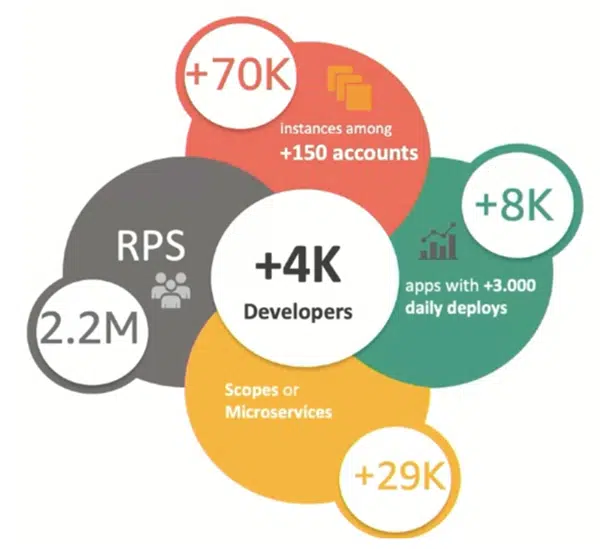 +70K
instances among
+150 accounts
+8K
apps with +3.000
daily deploys
RPS
2.2M
+4K
Developers
Scopes or
Microservices
+29K